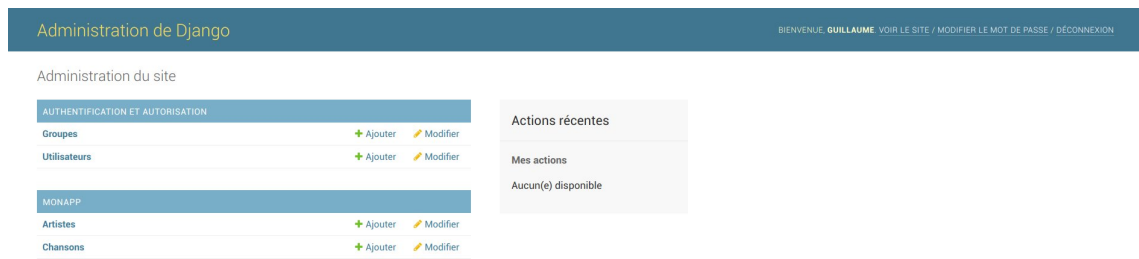 Administration de Django
BIENVENUE, GUILLAUME. VOIR LE SITE / MODIFIER LE MOT DE PASSE / DÉCONNEXION
Administration du site
AUTHENTIFICATION ET AUTORISATION
Groupes Ajouter Modifier
Utilisateurs Ajouter Modifier
MONAPP
Artistes Ajouter Modifier
Chansons Ajouter Modifier
Actions récentes
Mes actions
Aucun(e) disponible